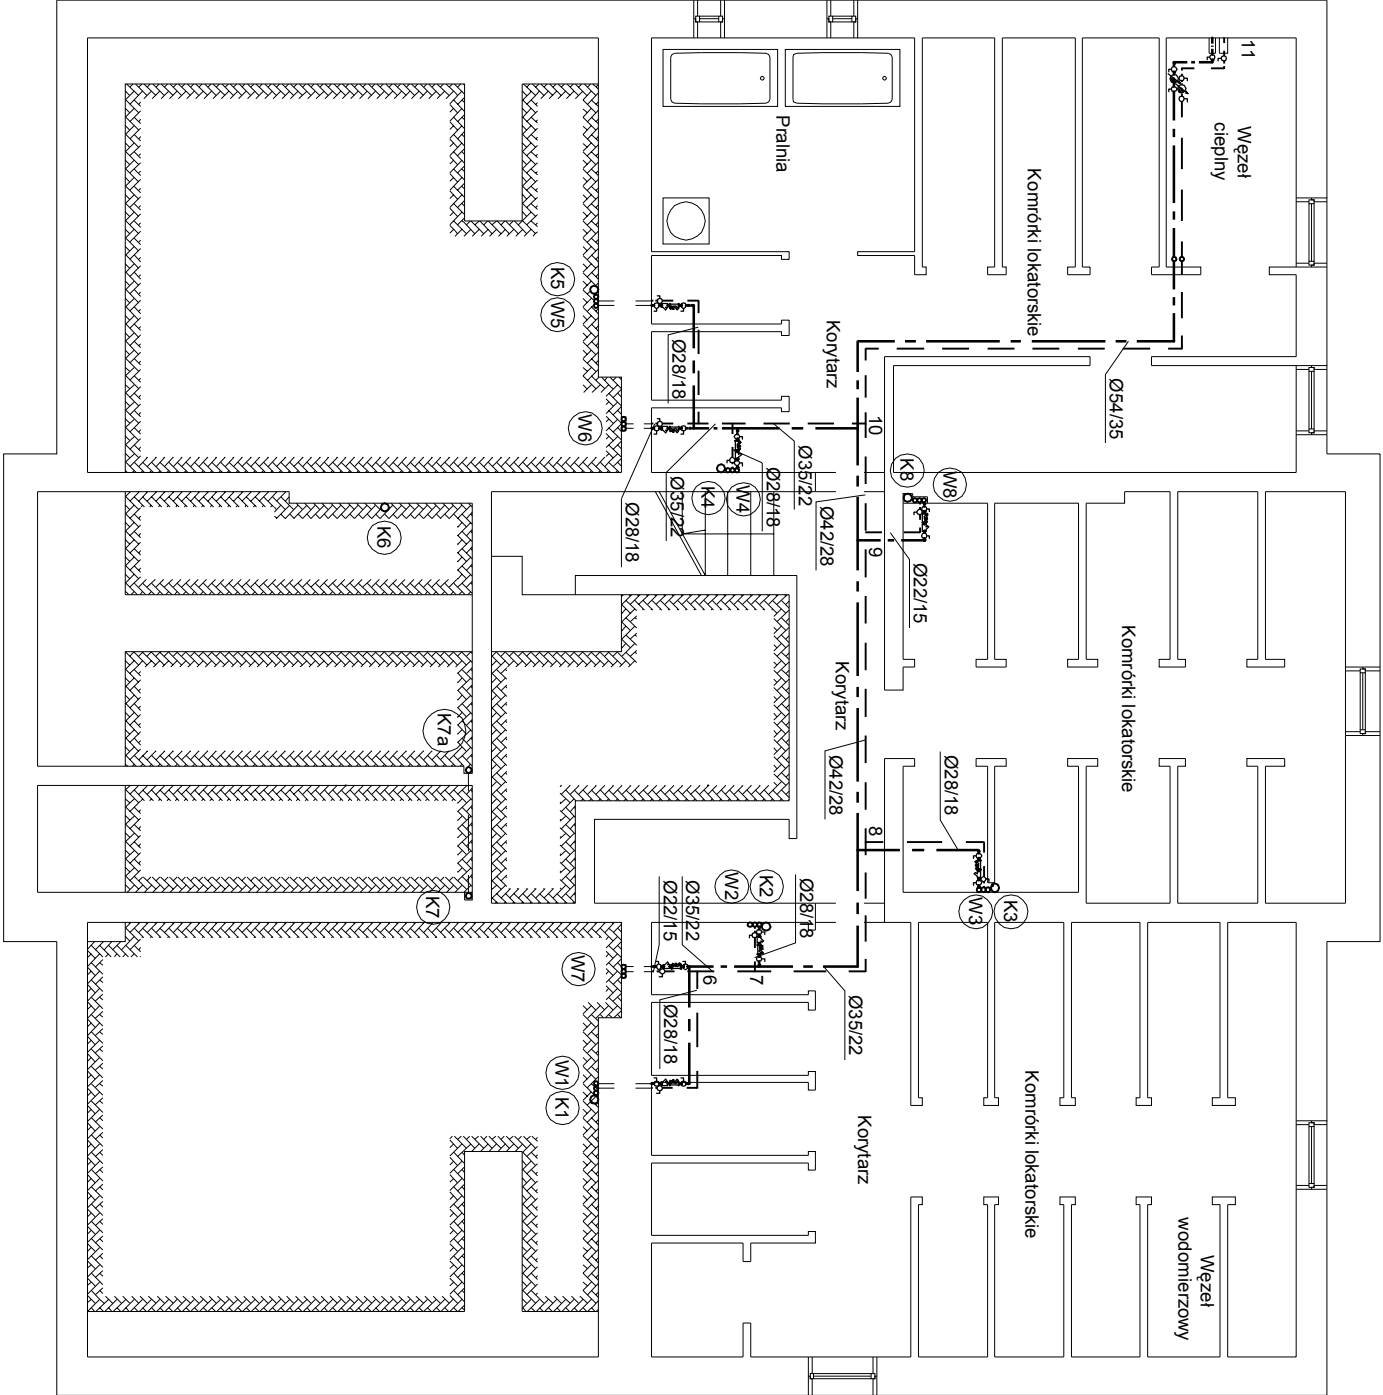 11
Węzeł
cieplny
Pralnia
Komrórki lokatorskie
K5
W5
Korytarz
Ø28/18
Ø54/35
W6
10
Ø35/22
K8
W8
Ø28/18
Ø35/22
K4
W4
Ø28/18
Ø42/28
K6
9
Ø22/15
Komrórki lokatorskie
Korytarz
K7a
Ø42/28
Ø28/18
8
K7
W2
K2
Ø28/18
W3
K3
Ø22/15
Ø35/22
W7
6
7
Ø35/22
Ø28/18
W1
K1
Korytarz
Komrórki lokatorskie
Węzeł
wodomierzowy